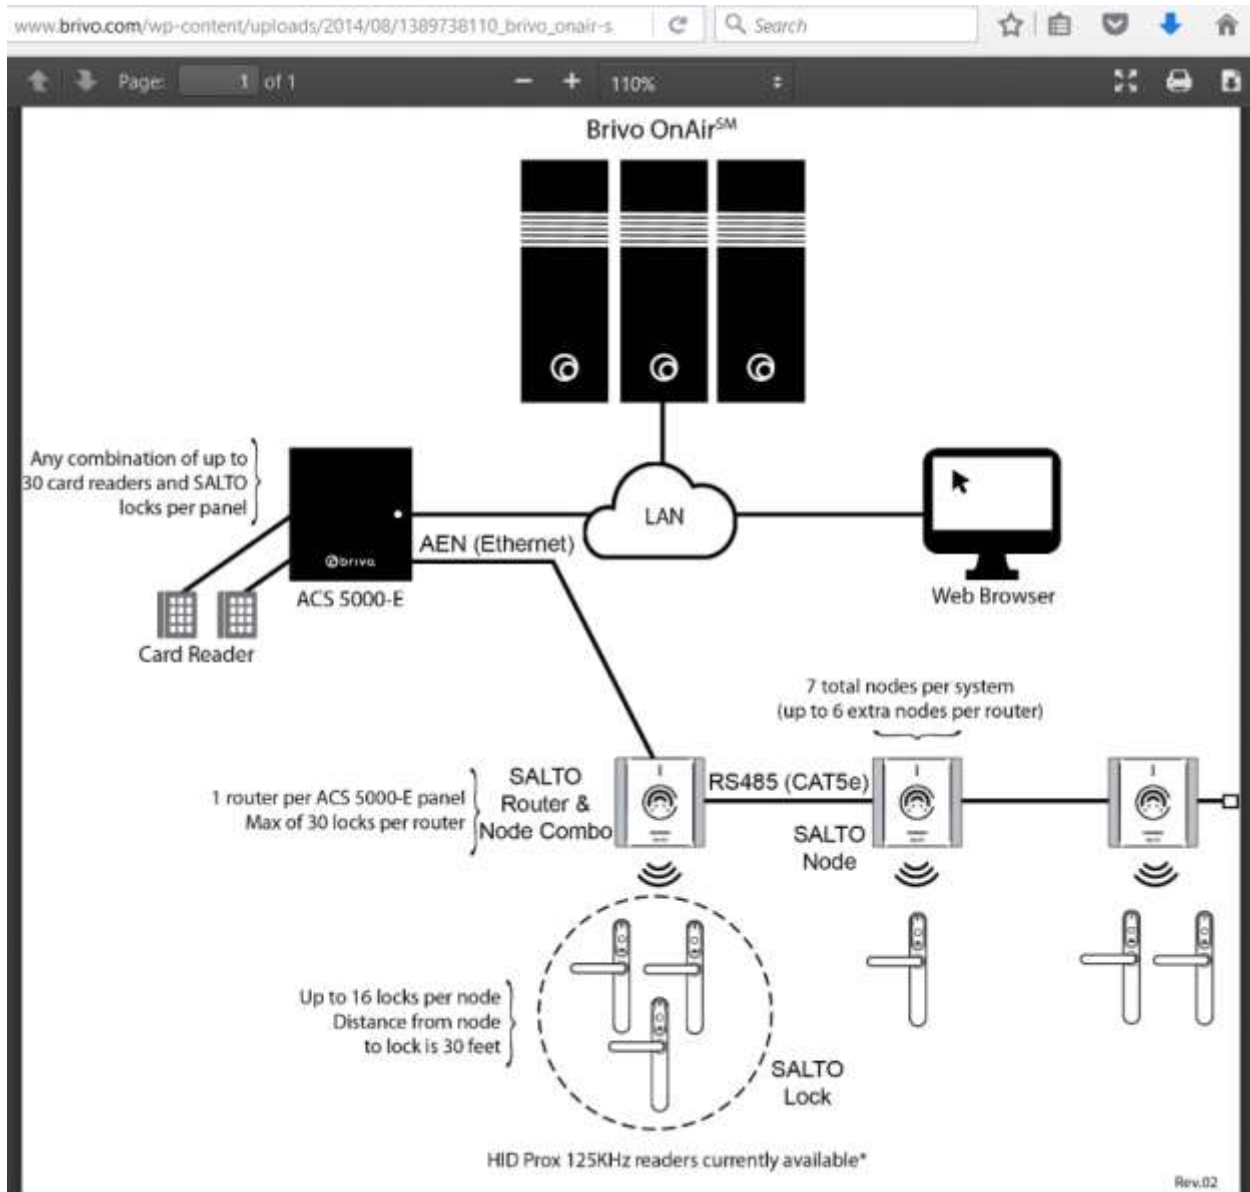 www.brivo.com/wp-content/uploads/2014/08/1389738110_brivo_onair-s
Search
Page: 1 of 1
110%
Brivo OnAir℠
Any combination of up to
30 card readers and SALTO
locks per panel
LAN
AEN (Ethernet)
brivo
ACS 5000-E
Web Browser
Card Reader
7 total nodes per system
(up to 6 extra nodes per router)
1 router per ACS 5000-E panel
Max of 30 locks per router
SALTO
Router &
Node Combo
RS485 (CAT5e)
SALTO
Node
Up to 16 locks per node
Distance from node
to lock is 30 feet
SALTO
Lock
HID Prox 125KHz readers currently available*
Rev.02